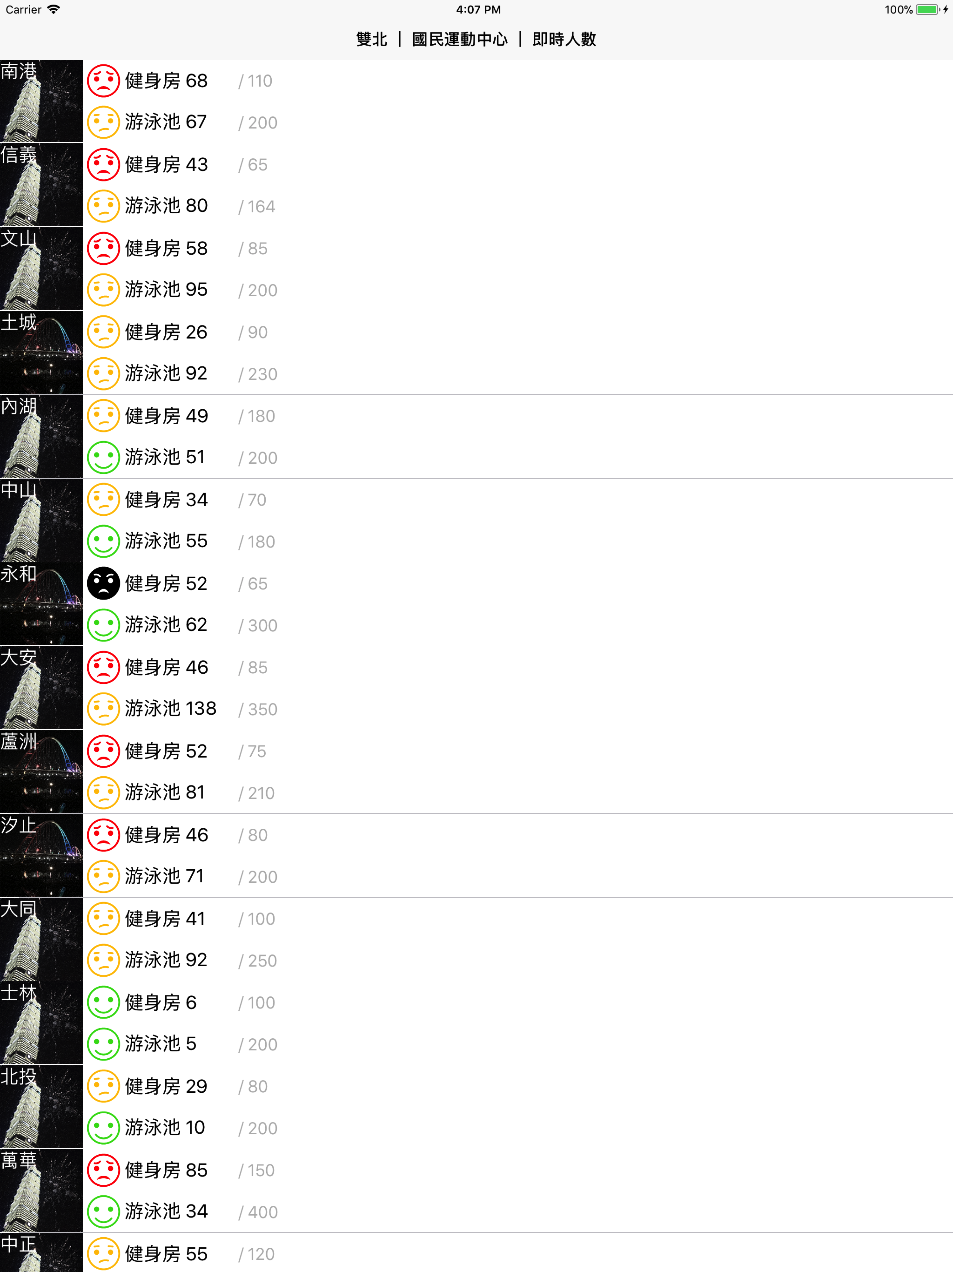 Carrier 4:07 PM 100%
雙北 | 國民運動中心 | 即時人數
南港 健身房 68 / 110
游泳池 67 / 200
信義 健身房 43 / 65
游泳池 80 / 164
文山 健身房 58 / 85
游泳池 95 / 200
土城 健身房 26 / 90
游泳池 92 / 230
內湖 健身房 49 / 180
游泳池 51 / 200
中山 健身房 34 / 70
游泳池 55 / 180
永和 健身房 52 / 65
游泳池 62 / 300
大安 健身房 46 / 85
游泳池 138 / 350
蘆洲 健身房 52 / 75
游泳池 81 / 210
汐止 健身房 46 / 80
游泳池 71 / 200
大同 健身房 41 / 100
游泳池 92 / 250
士林 健身房 6 / 100
游泳池 5 / 200
北投 健身房 29 / 80
游泳池 10 / 200
萬華 健身房 85 / 150
游泳池 34 / 400
中正 健身房 55 / 120